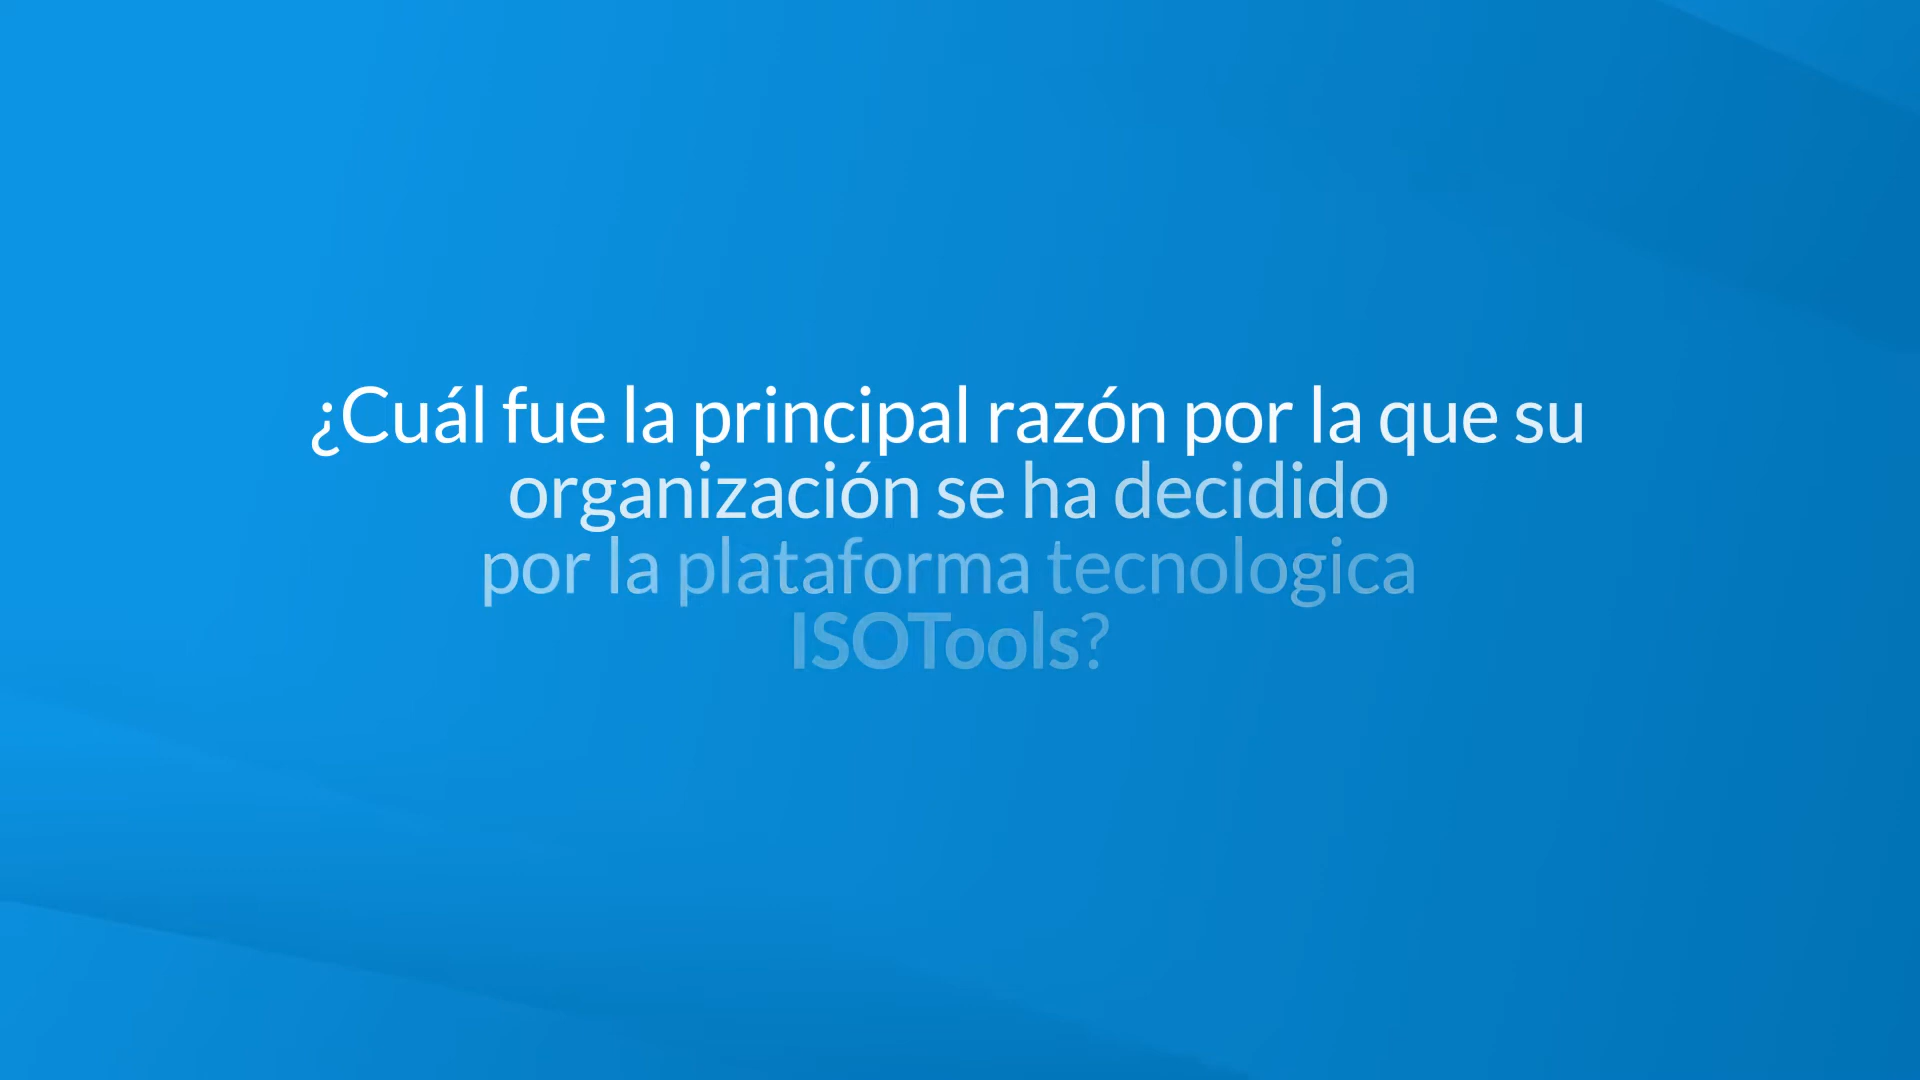 ¿Cuál fue la principal razón por la que su
organización se ha decidido
por la plataforma tecnologica
ISOTools?